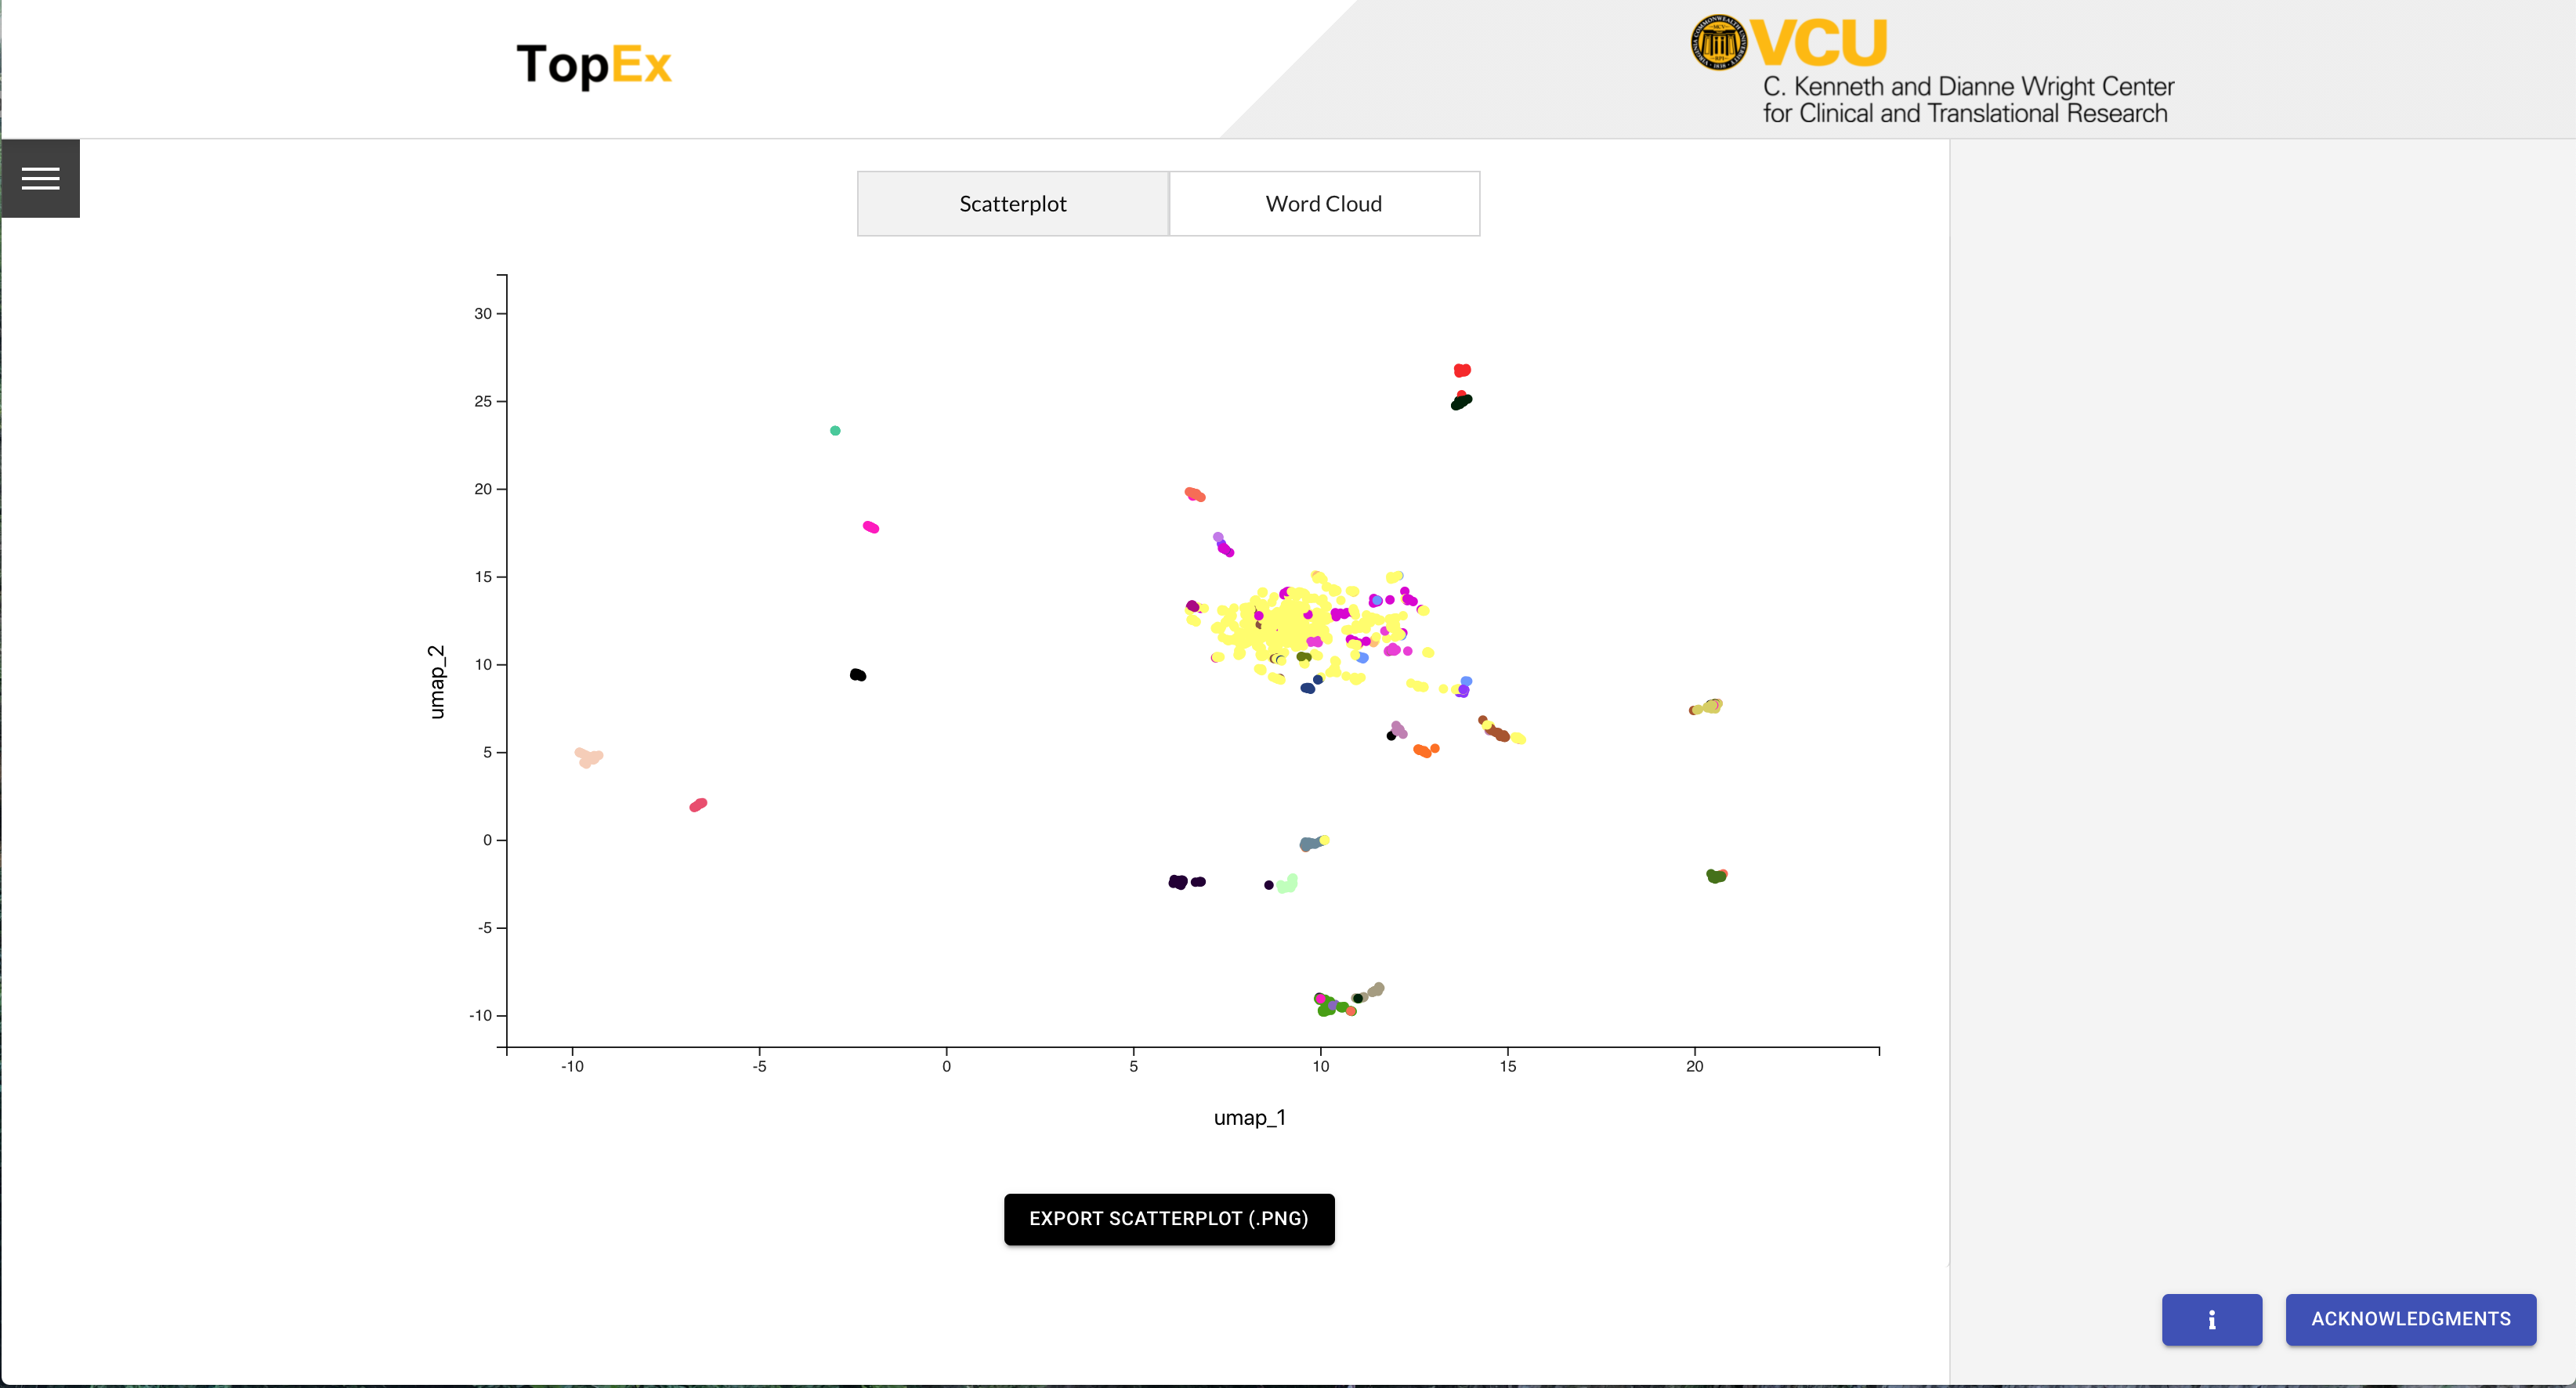 TopEx
VCU
C. Kenneth and Dianne Wright Center
for Clinical and Translational Research
Scatterplot
Word Cloud
30
25
20
15
10
5
0
-5
-10
umap_2
-10
-5
0
5
10
15
20
umap_1
EXPORT SCATTERPLOT (.PNG)
i
ACKNOWLEDGMENTS